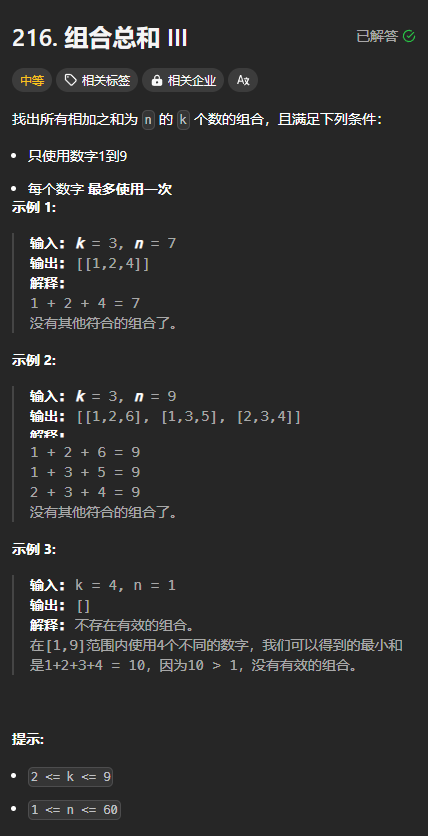 216. 组合总和 III
已解答
中等
相关标签
相关企业
A文
找出所有相加之和为 n 的 k 个数的组合，且满足下列条件：
只使用数字1到9
每个数字 最多使用一次
示例 1:
输入: k = 3, n = 7
输出: [[1,2,4]]
解释:
1 + 2 + 4 = 7
没有其他符合的组合了。
示例 2:
输入: k = 3, n = 9
输出: [[1,2,6], [1,3,5], [2,3,4]]
解释:
1 + 2 + 6 = 9
1 + 3 + 5 = 9
2 + 3 + 4 = 9
没有其他符合的组合了。
示例 3:
输入: k = 4, n = 1
输出: []
解释: 不存在有效的组合。
在[1,9]范围内使用4个不同的数字，我们可以得到的最小和
是1+2+3+4 = 10，因为10 > 1，没有有效的组合。
提示:
2 <= k <= 9
1 <= n <= 60